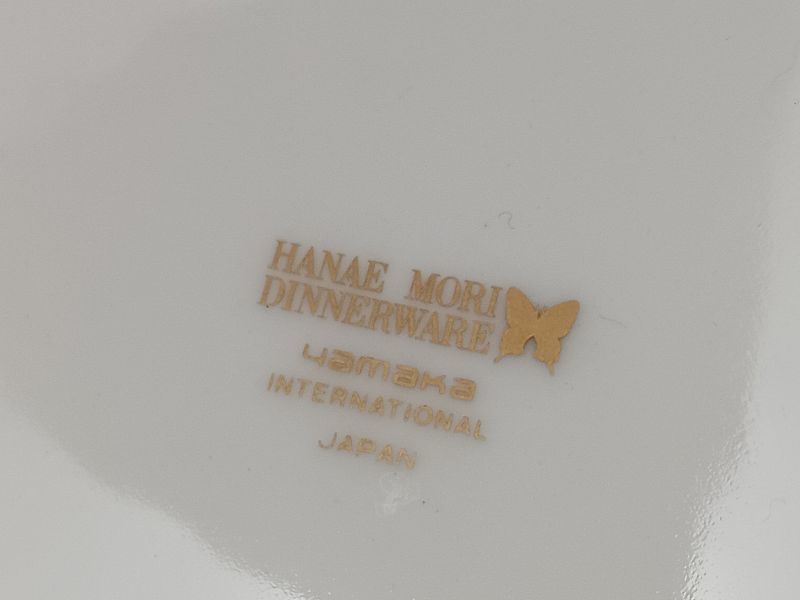 HANAE MORI
DINNERWARE
yamaka
INTERNATIONAL
JAPAN